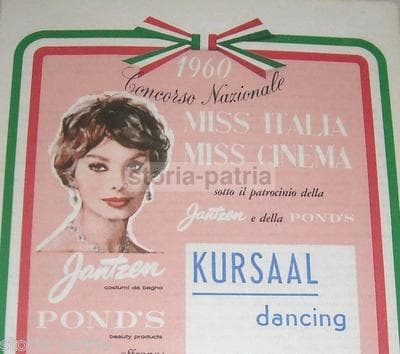 1960
Concorso Nazionale
MISS ITALIA
MISS CINEMA
storia-patria
sotto il patrocinio della
Jantzen e della POND'S
Jantzen
costumi da bagno
POND'S
beauty products
KURSAAL
dancing